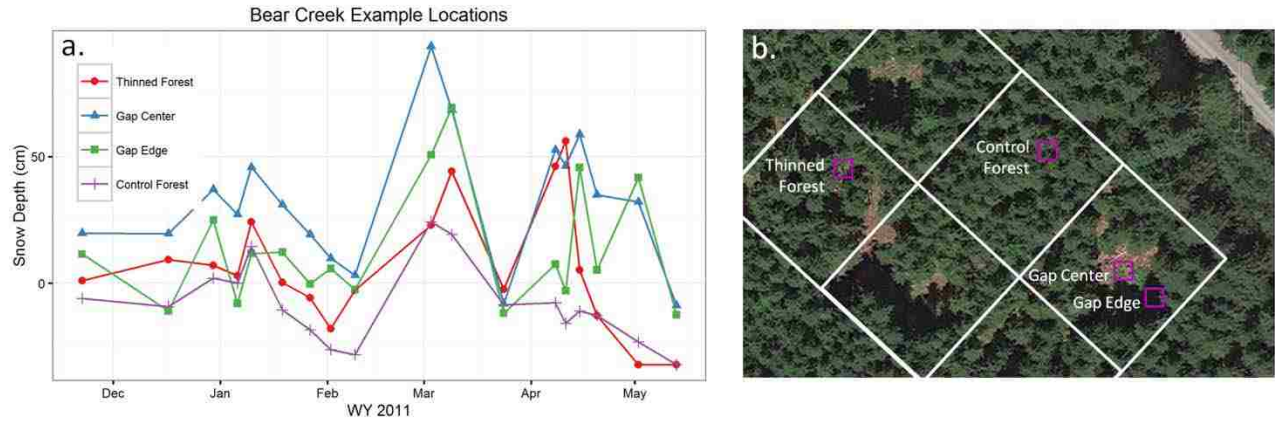 Bear Creek Example Locations
a.
Thinned Forest
Gap Center
Gap Edge
Control Forest
Snow Depth (cm)
50
0
Dec
Jan
Feb
Mar
Apr
May
WY 2011
b.
Thinned
Forest
Control
Forest
Gap Center
Gap Edge